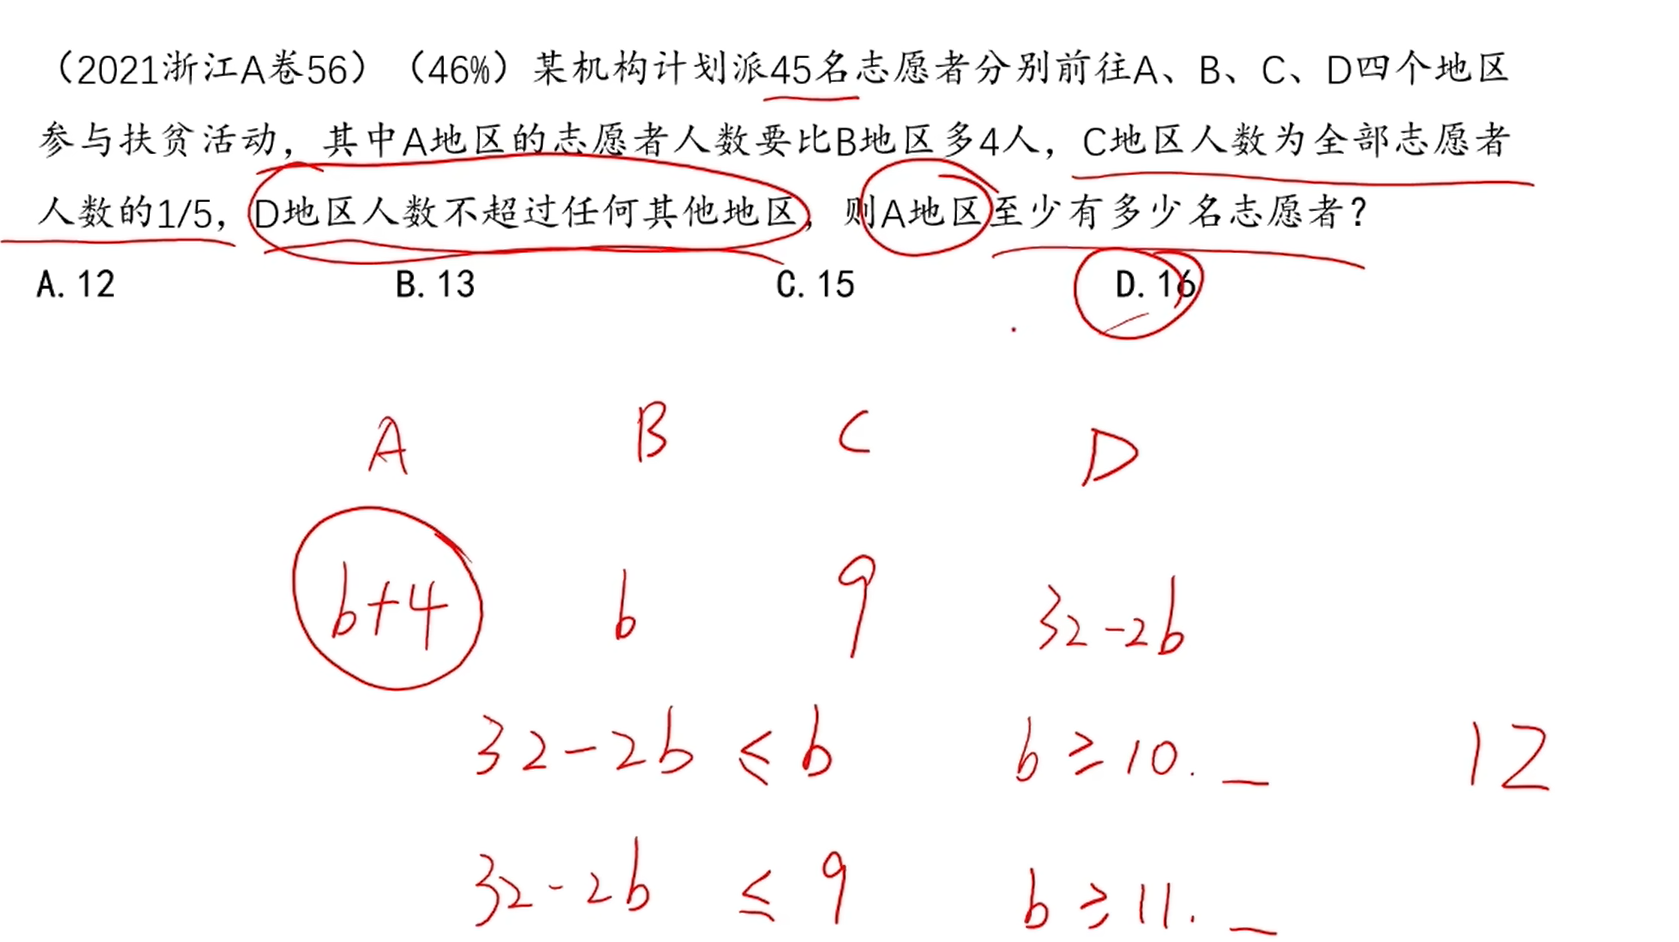 （2021浙江A卷56）（46%）某机构计划派45名志愿者分别前往A、B、C、D四个地区
参与扶贫活动，其中A地区的志愿者人数要比B地区多4人，C地区人数为全部志愿者
人数的1/5，D地区人数不超过任何其他地区，则A地区至少有多少名志愿者？
A.12 B.13 C.15 D.16
A B C D
b+4 b 9 32-2b
32-2b ≤ b b ≥ 10. _ 12
32-2b ≤ 9 b ≥ 11. _